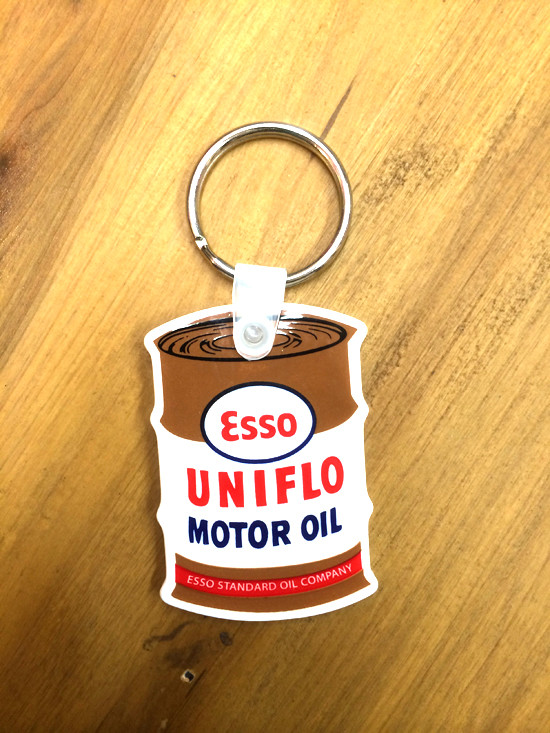 Esso
UNIFLO
MOTOR OIL
ESSO STANDARD OIL COMPANY